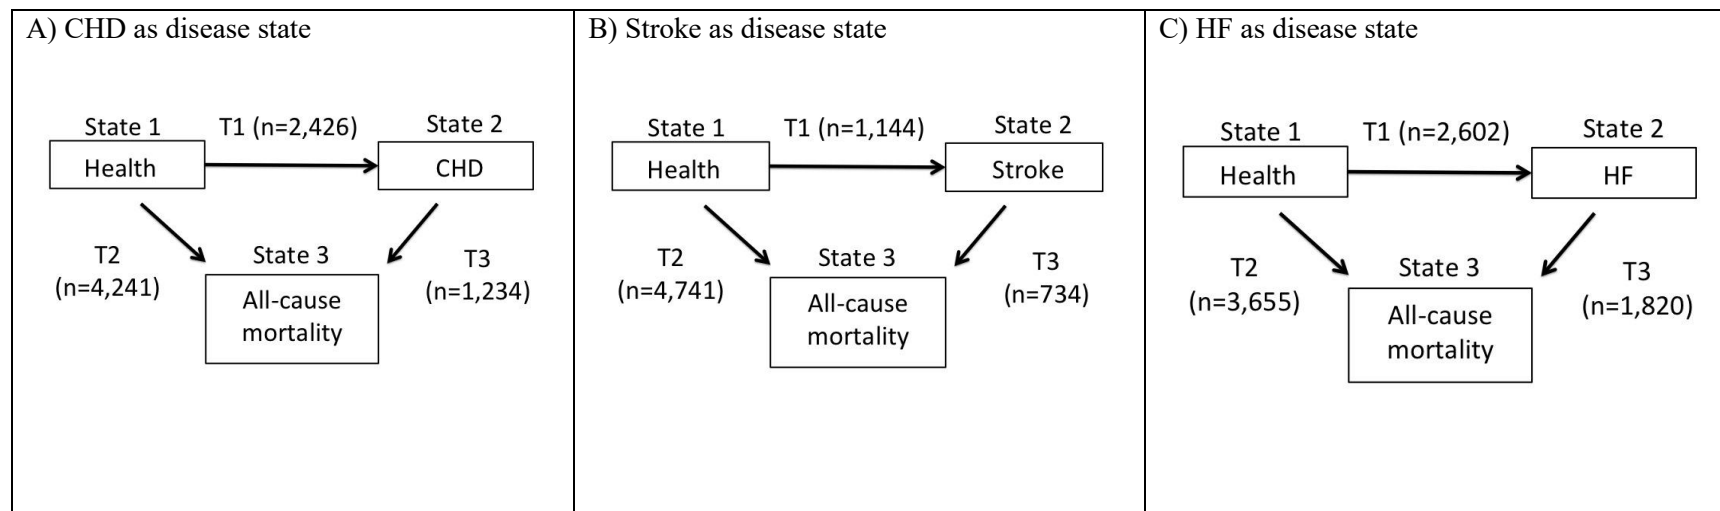 A) CHD as disease state
State 1
T1 (n=2,426)
State 2
Health
CHD
T2
(n=4,241)
State 3
T3
(n=1,234)
All-cause
mortality
B) Stroke as disease state
State 1
T1 (n=1,144)
State 2
Health
Stroke
T2
(n=4,741)
State 3
T3
(n=734)
All-cause
mortality
C) HF as disease state
State 1
T1 (n=2,602)
State 2
Health
HF
T2
(n=3,655)
State 3
T3
(n=1,820)
All-cause
mortality